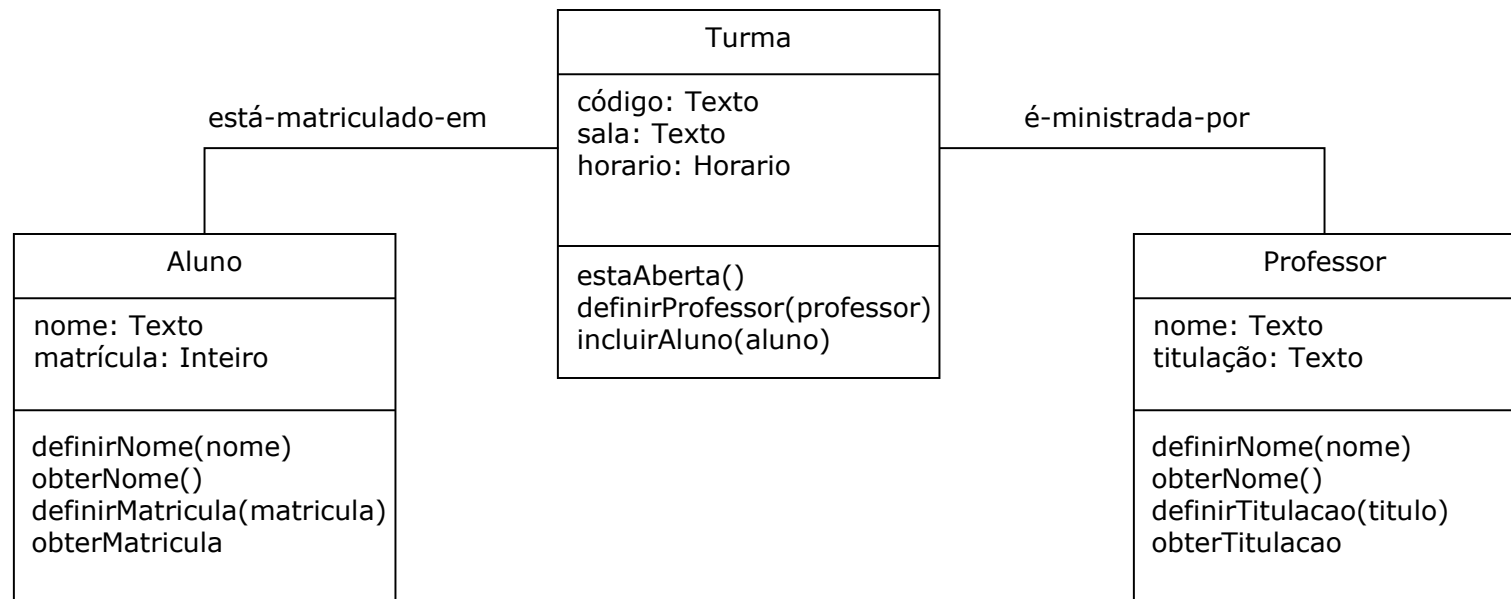 Turma
código: Texto
sala: Texto
horario: Horario
estaAberta()
definirProfessor(professor)
incluirAluno(aluno)
está-matriculado-em
é-ministrada-por
Aluno
nome: Texto
matrícula: Inteiro
definirNome(nome)
obterNome()
definirMatricula(matricula)
obterMatricula
Professor
nome: Texto
titulação: Texto
definirNome(nome)
obterNome()
definirTitulacao(titulo)
obterTitulacao